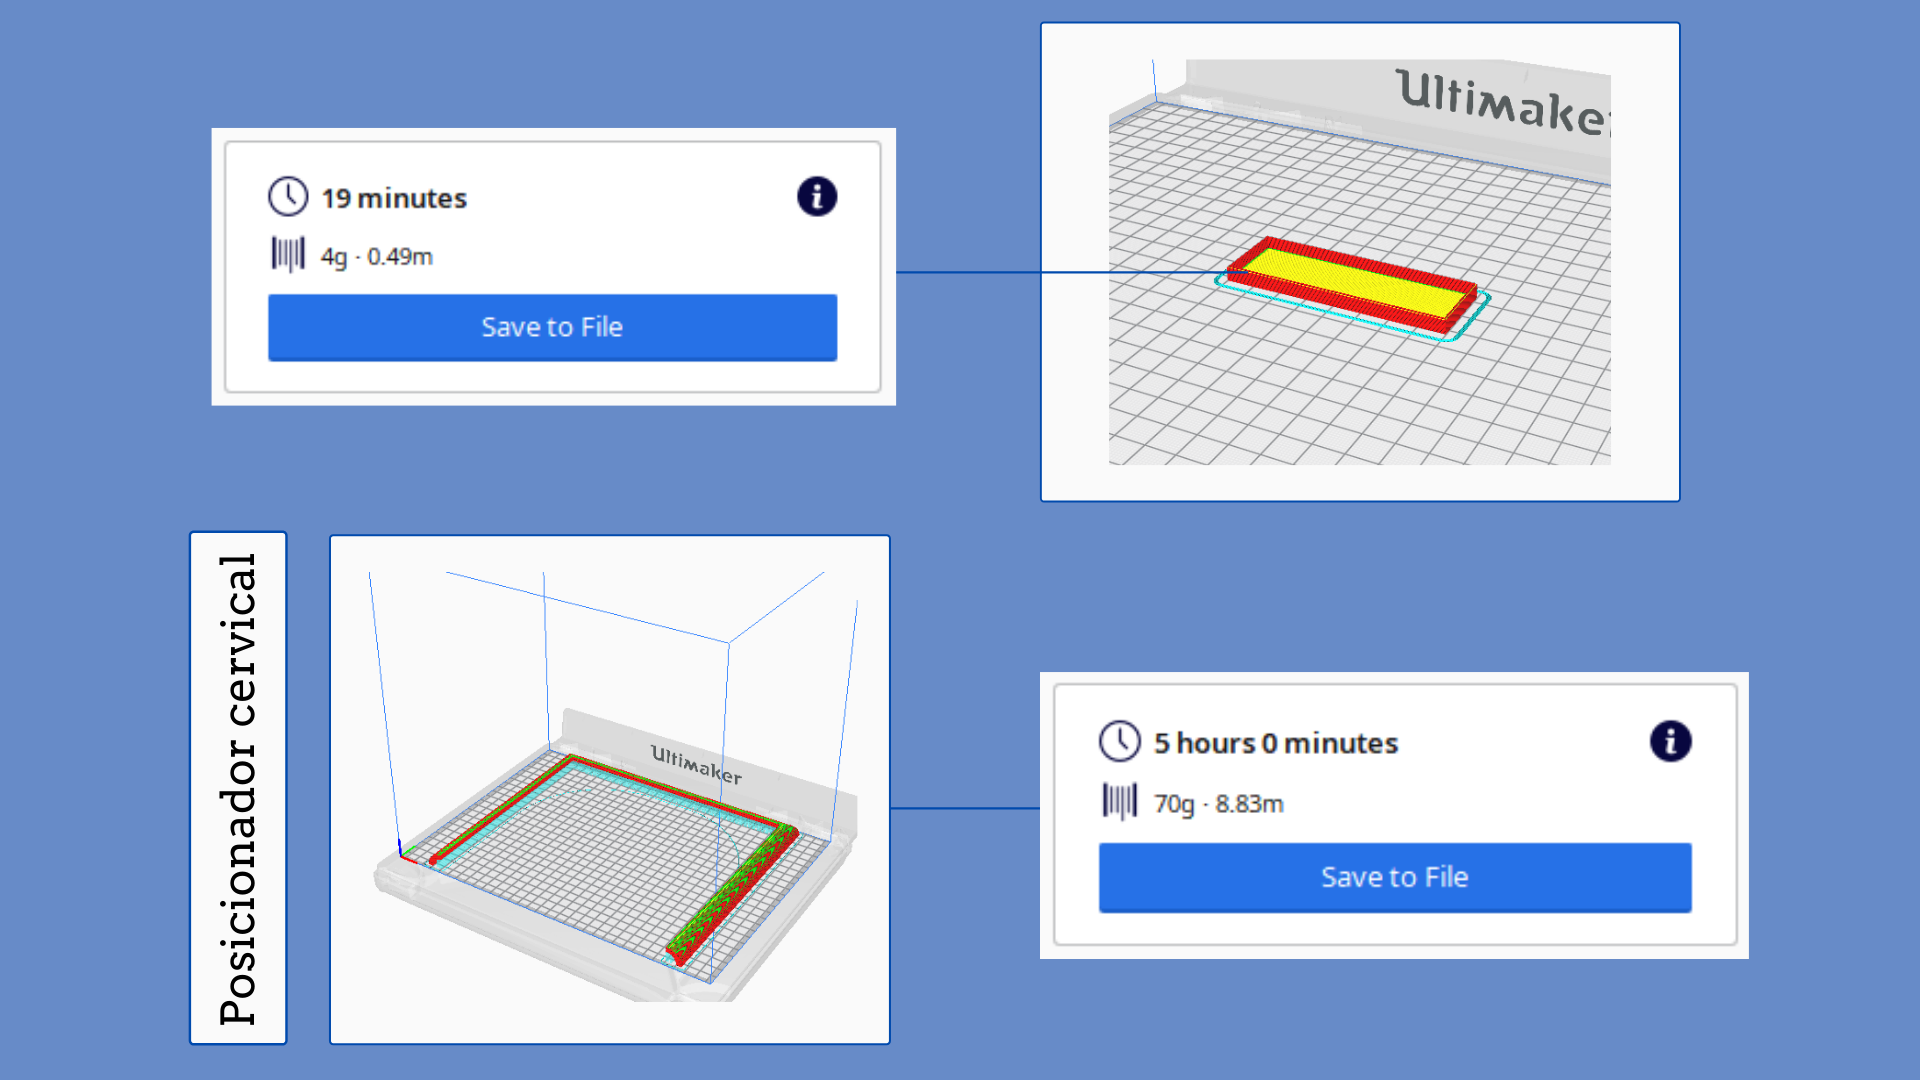 19 minutes
4g · 0.49m
Save to File
Ultimaker
Posicionador cervical
Ultimaker
5 hours 0 minutes
70g · 8.83m
Save to File